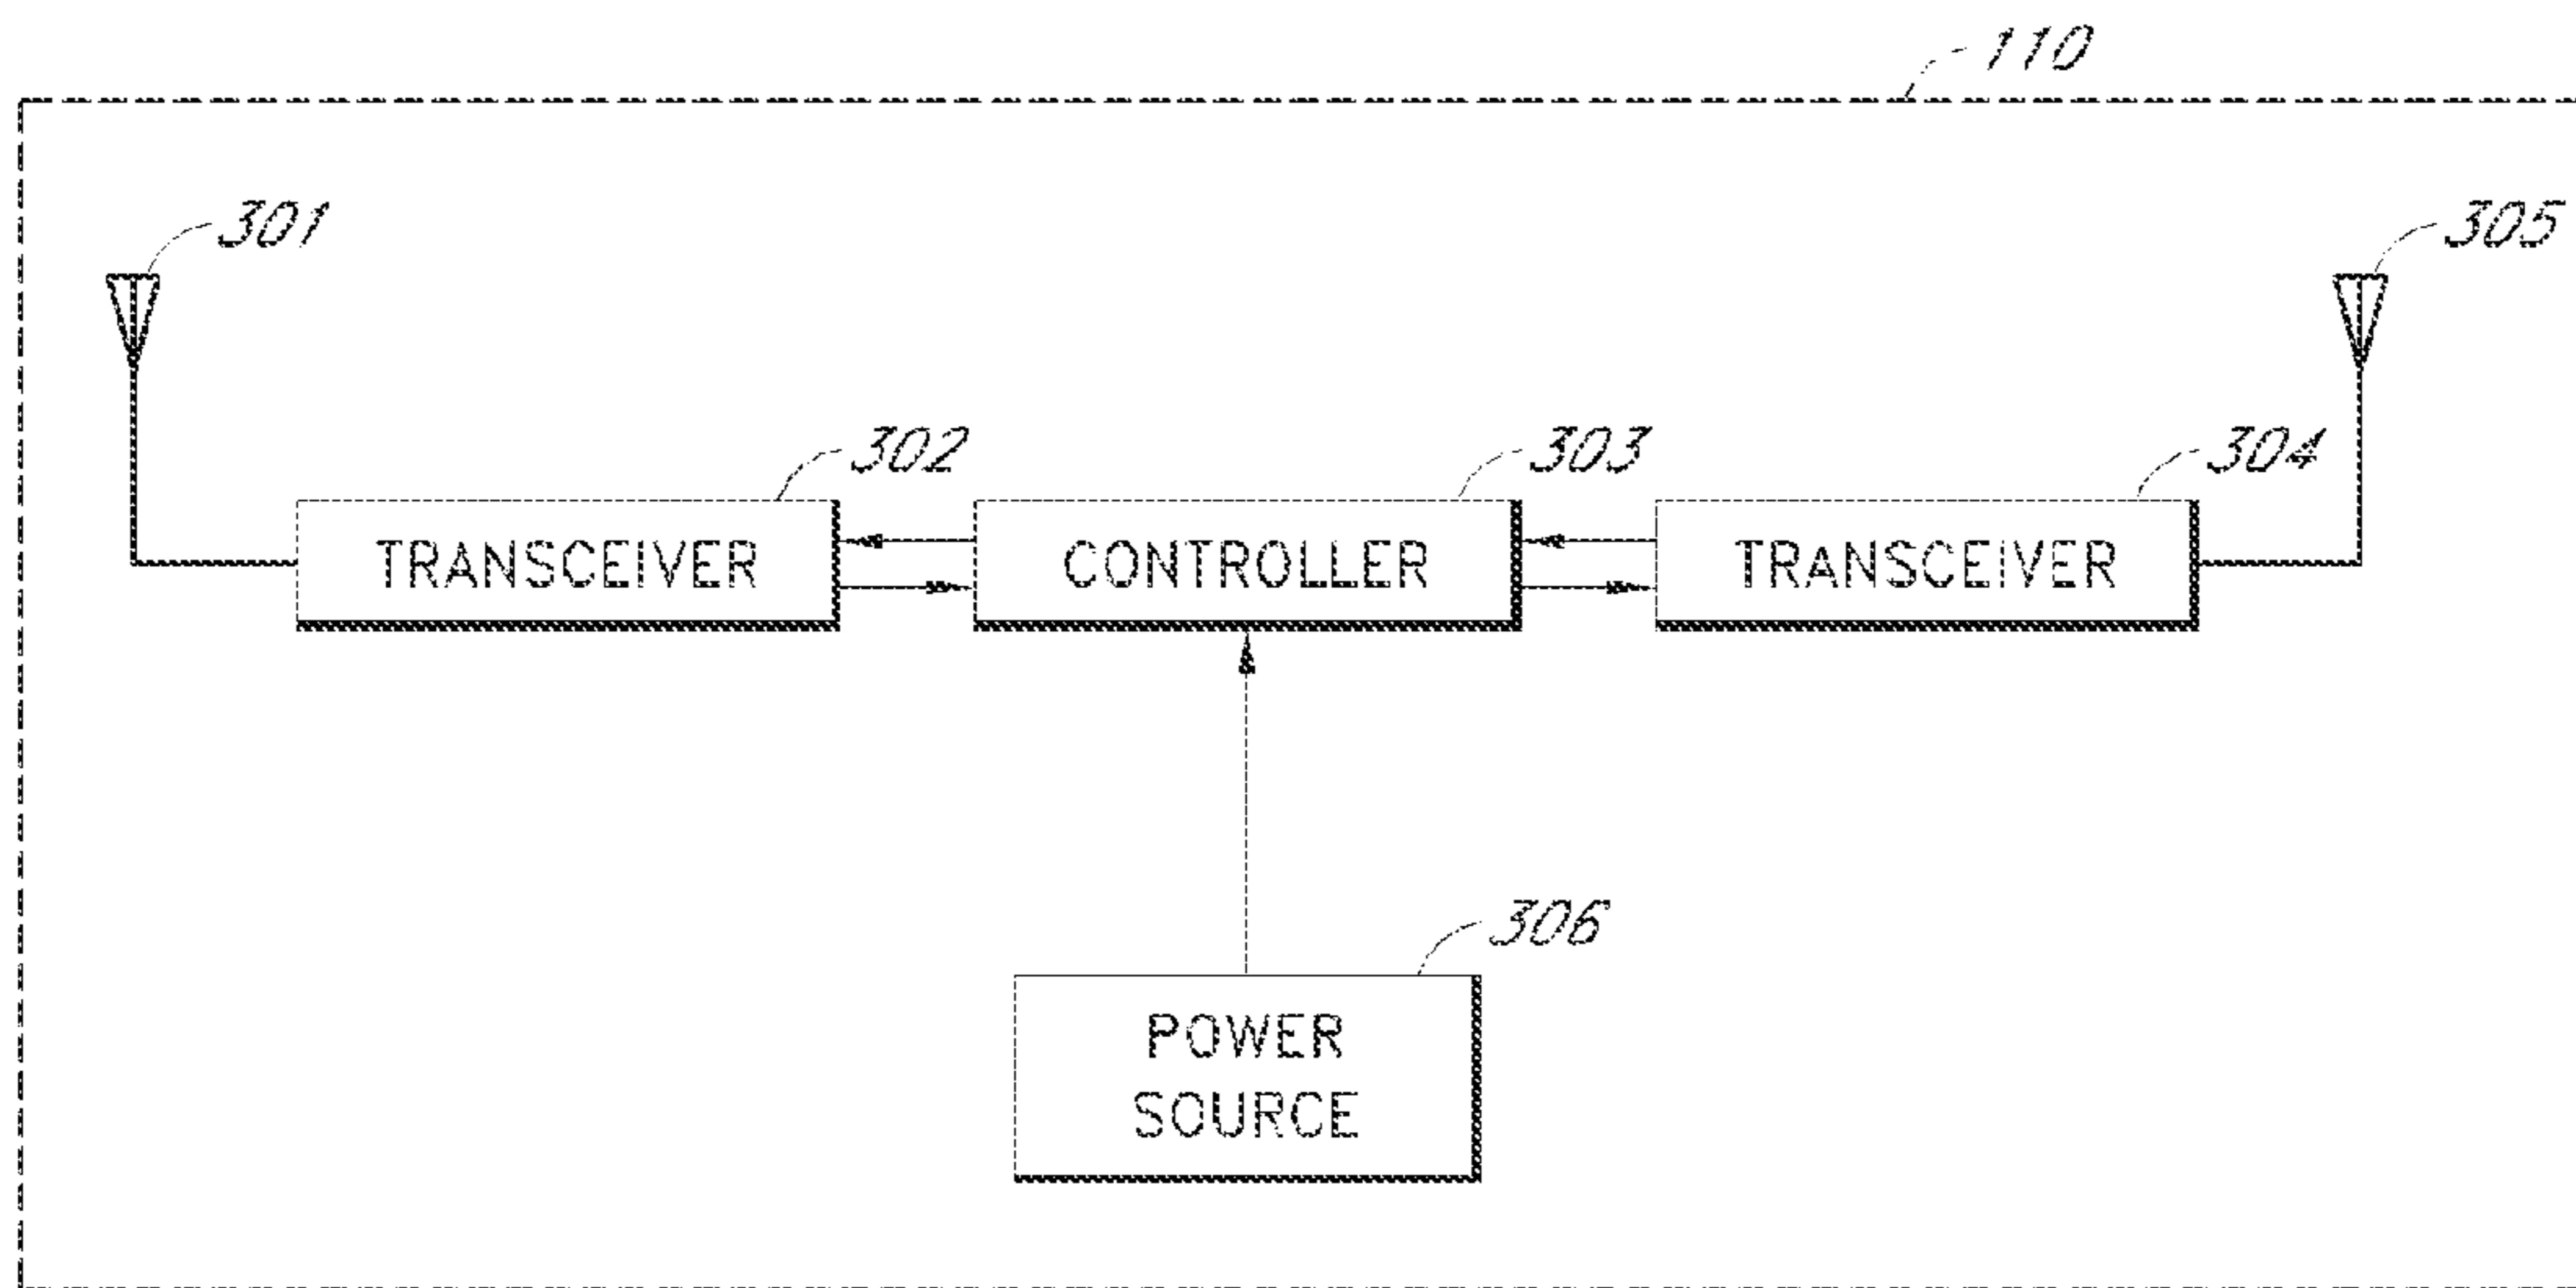 110
301
305
302
303
304
TRANSCEIVER
CONTROLLER
TRANSCEIVER
306
POWER
SOURCE